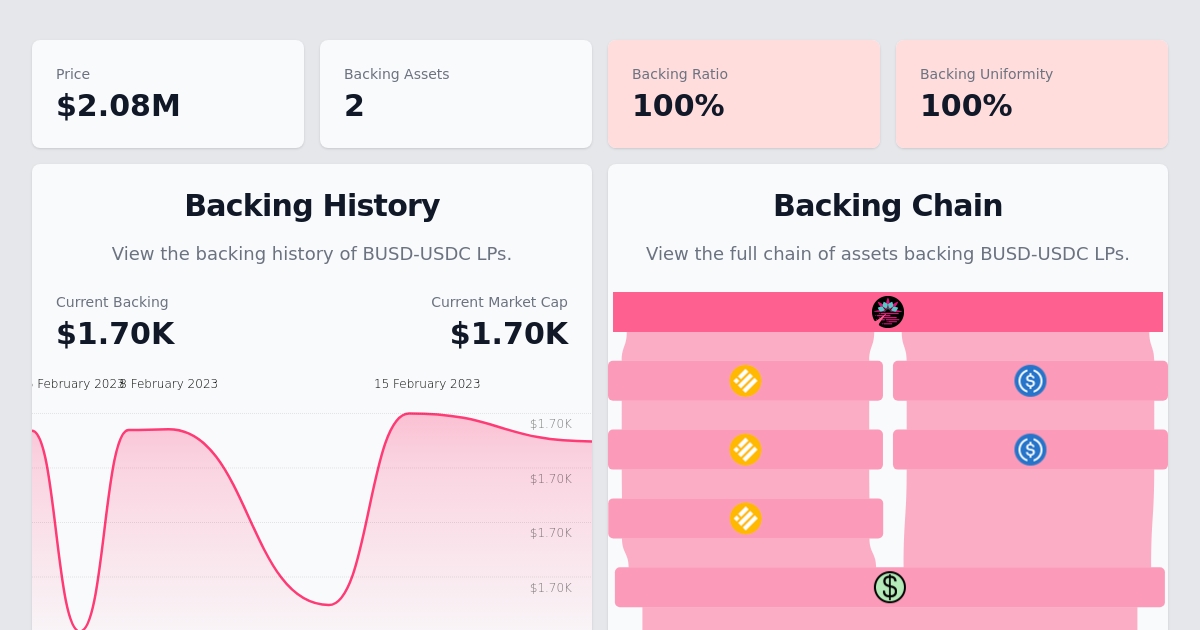 Price
$2.08M
Backing Assets
2
Backing Ratio
100%
Backing Uniformity
100%
Backing History
View the backing history of BUSD-USDC LPs.
Current Backing
$1.70K
Current Market Cap
$1.70K
February 2023
8 February 2023
15 February 2023
$1.70K
$1.70K
$1.70K
$1.70K
Backing Chain
View the full chain of assets backing BUSD-USDC LPs.
$
$
$